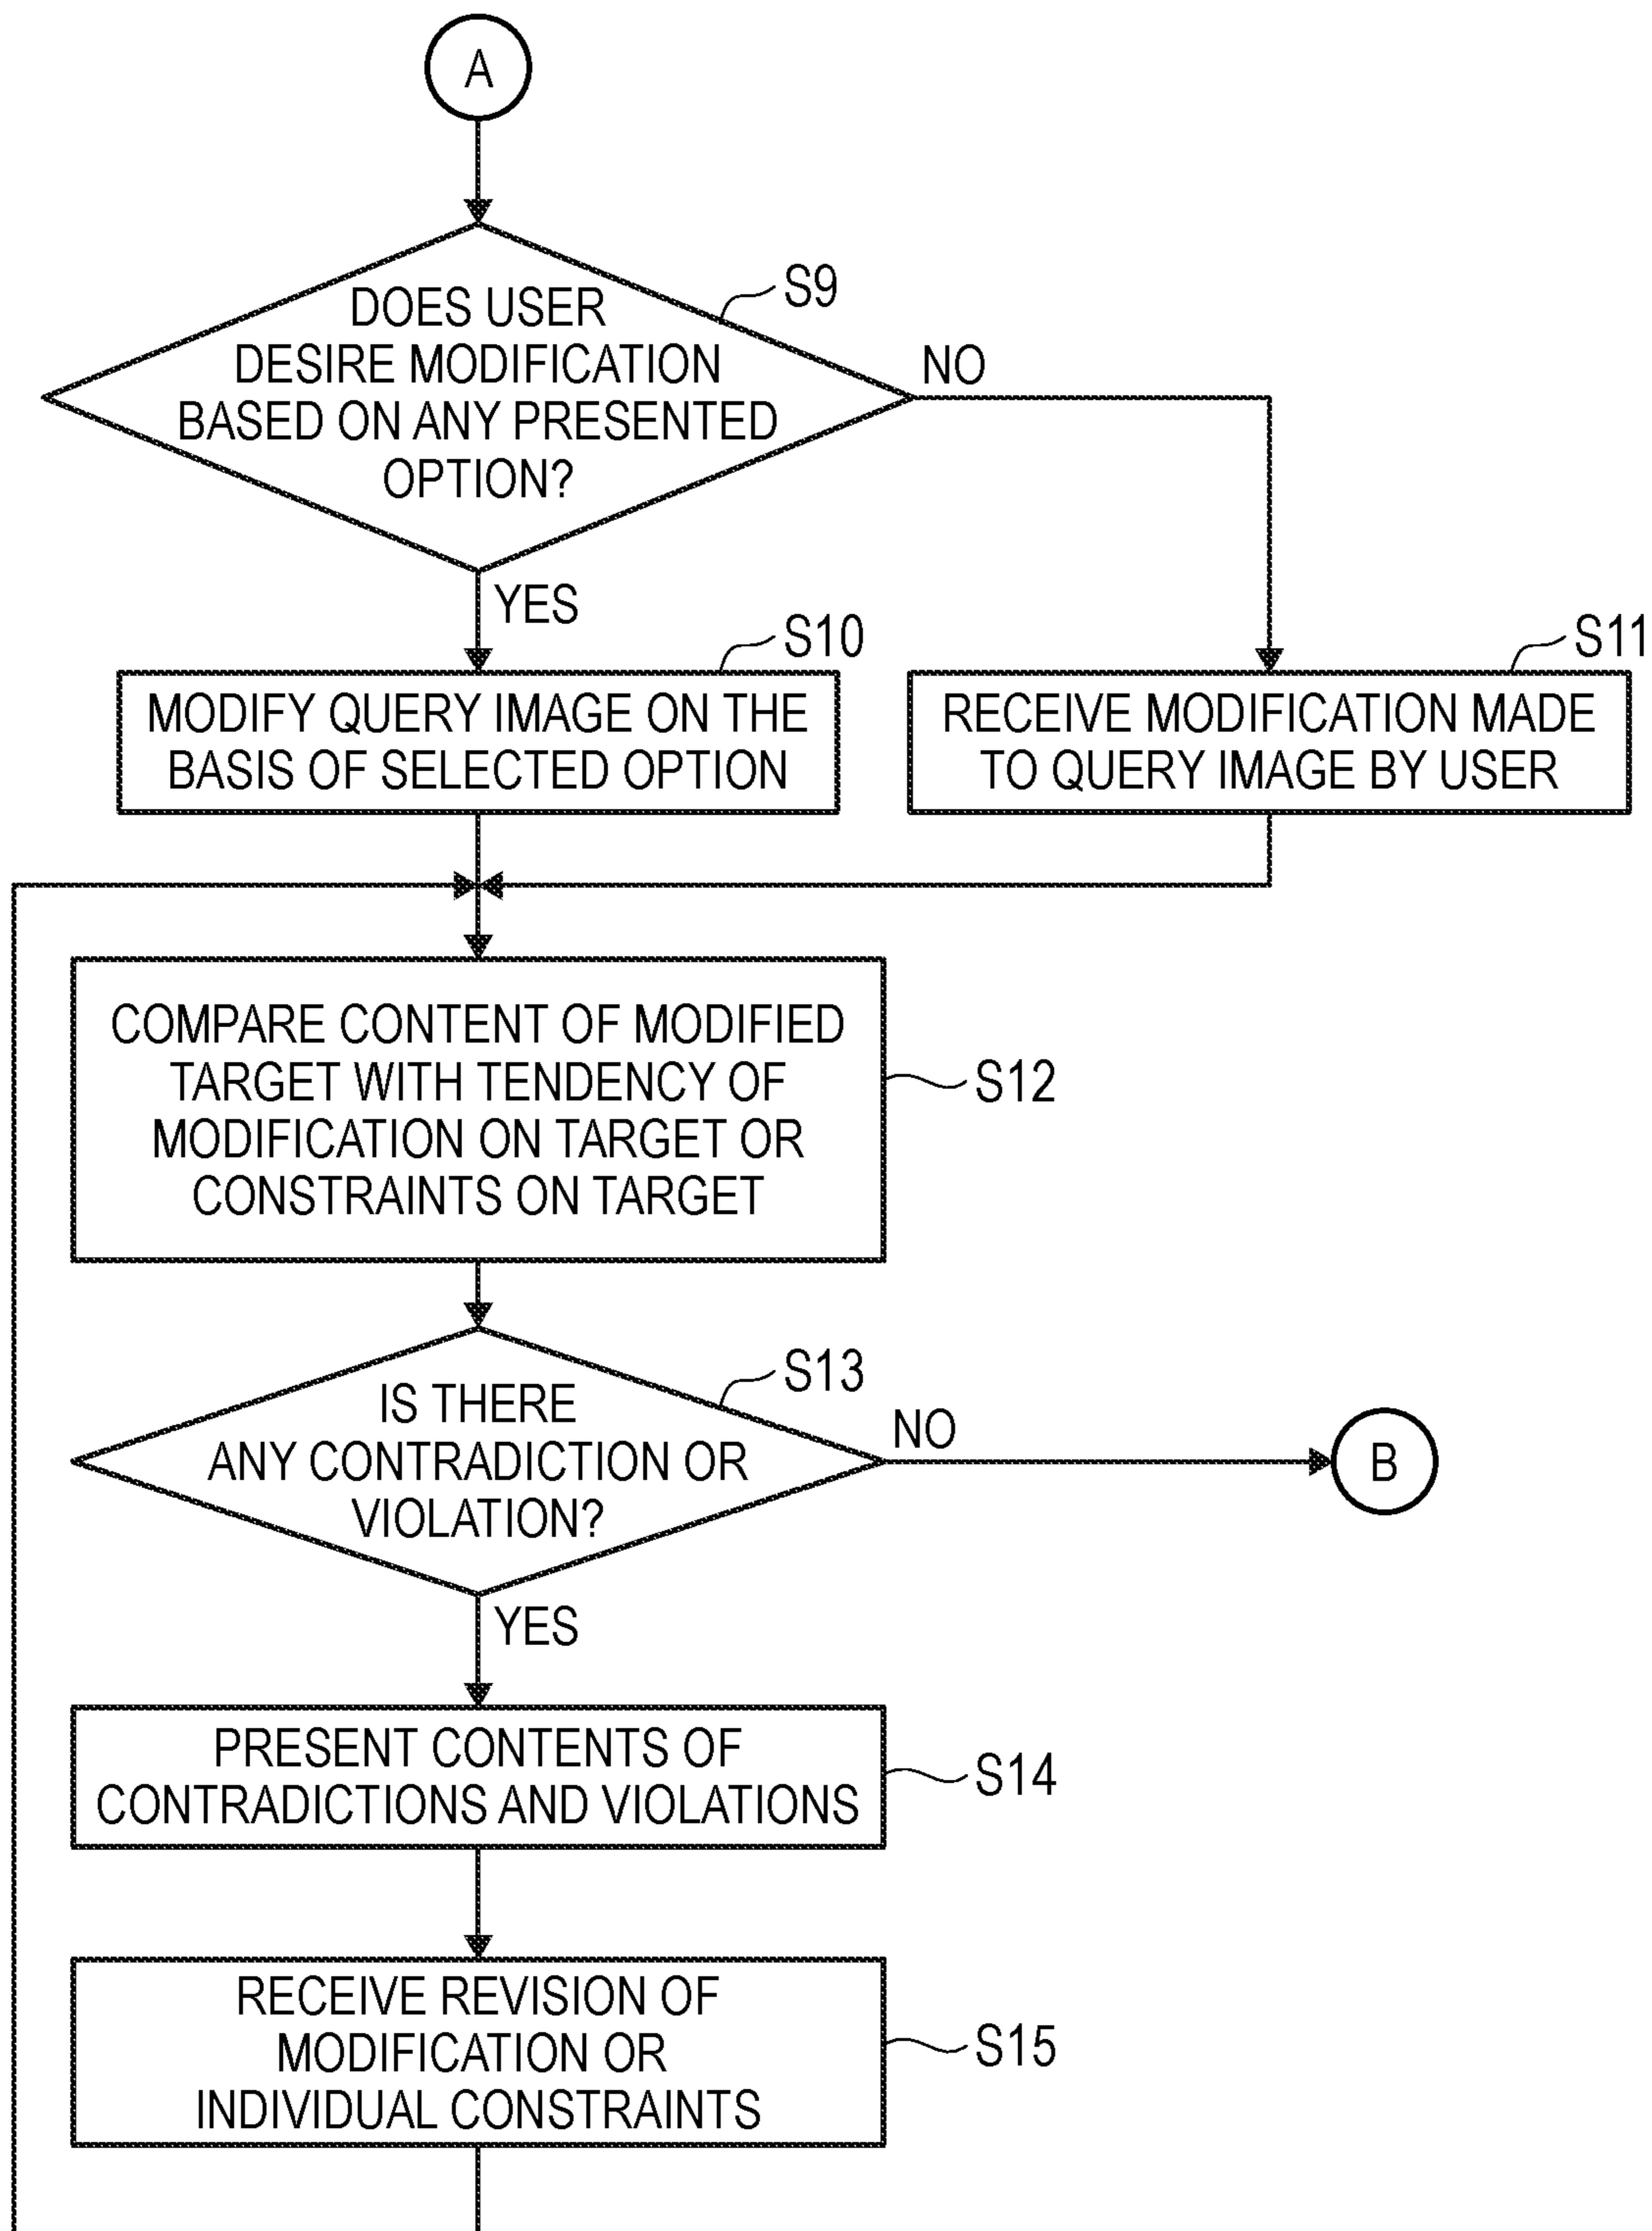 A
DOES USER
DESIRE MODIFICATION
BASED ON ANY PRESENTED
OPTION?
S9
NO
YES
S10
MODIFY QUERY IMAGE ON THE
BASIS OF SELECTED OPTION
S11
RECEIVE MODIFICATION MADE
TO QUERY IMAGE BY USER
COMPARE CONTENT OF MODIFIED
TARGET WITH TENDENCY OF
MODIFICATION ON TARGET OR
CONSTRAINTS ON TARGET
S12
IS THERE
ANY CONTRADICTION OR
VIOLATION?
S13
NO
B
YES
PRESENT CONTENTS OF
CONTRADICTIONS AND VIOLATIONS
S14
RECEIVE REVISION OF
MODIFICATION OR
INDIVIDUAL CONSTRAINTS
S15